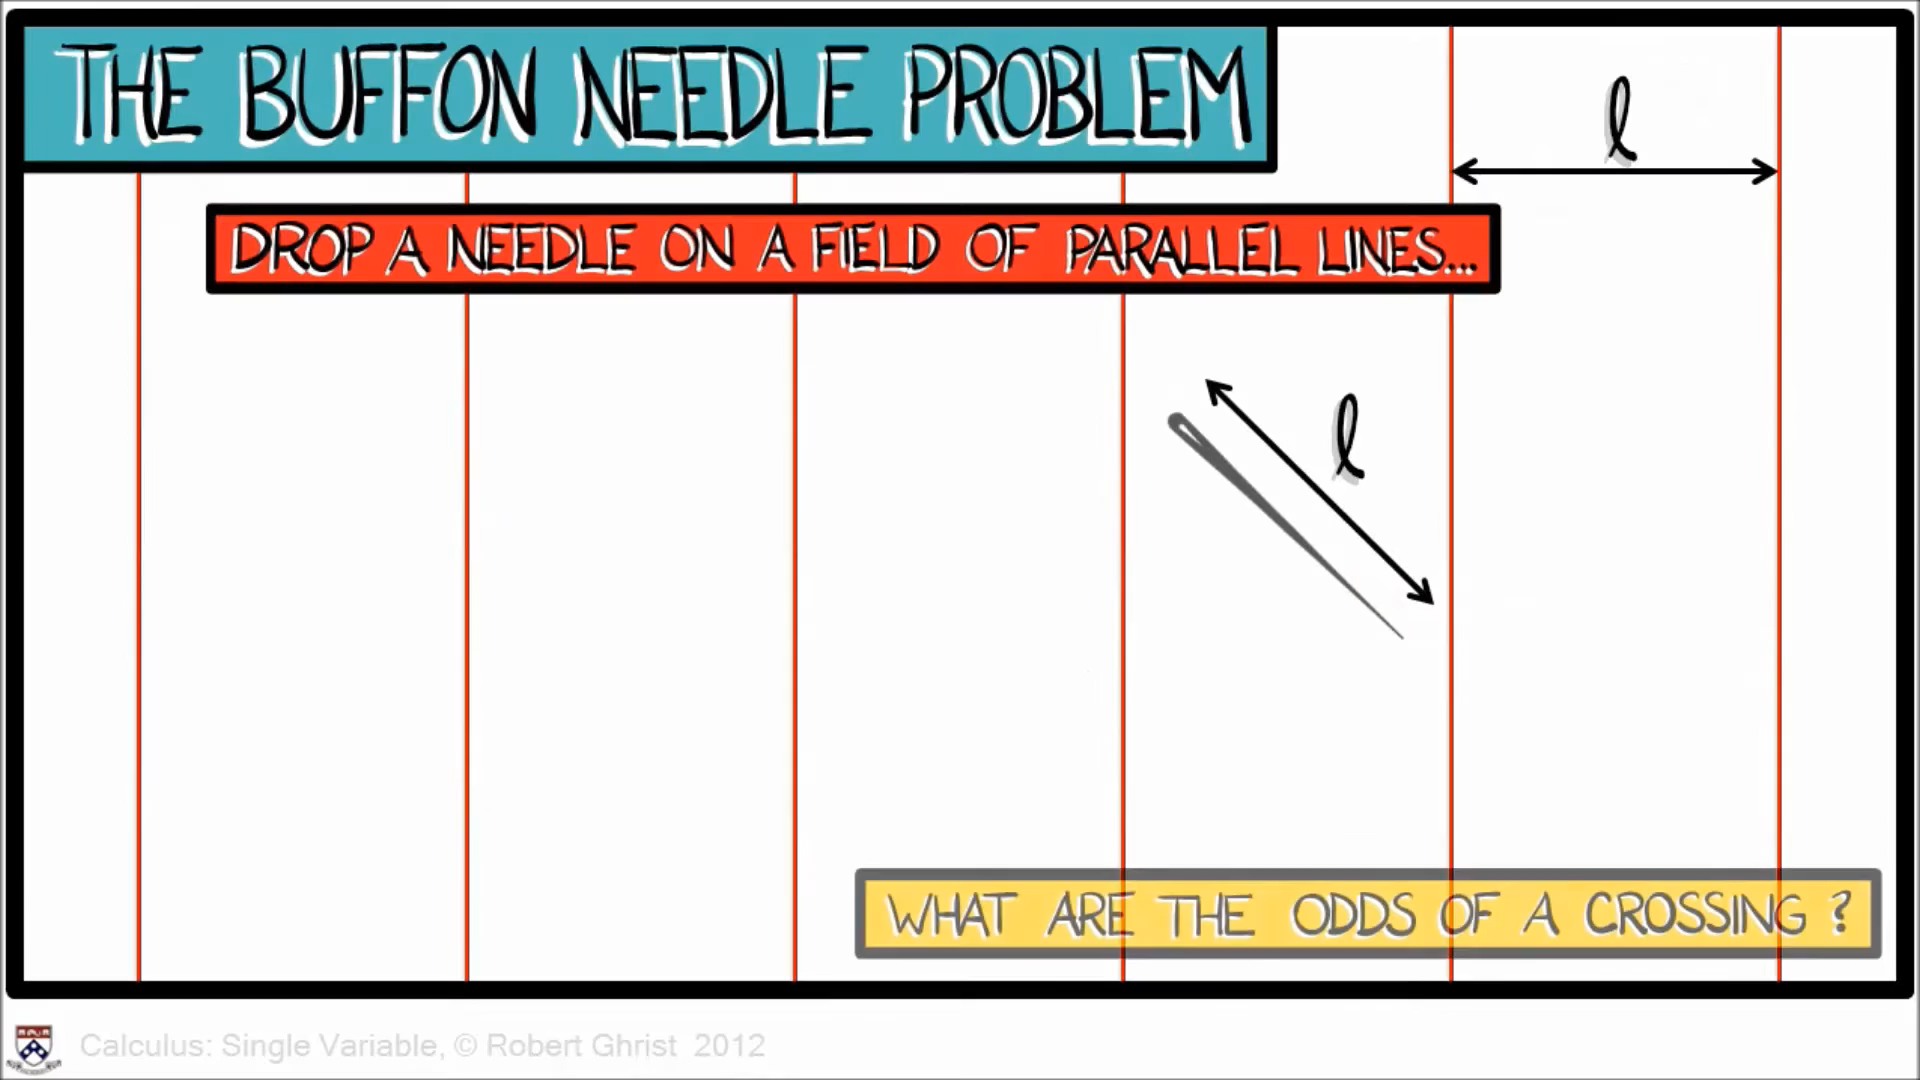 THE BUFFON NEEDLE PROBLEM
ℓ
DROP A NEEDLE ON A FIELD OF PARALLEL LINES...
ℓ
WHAT ARE THE ODDS OF A CROSSING ?
Calculus: Single Variable, © Robert Ghrist 2012